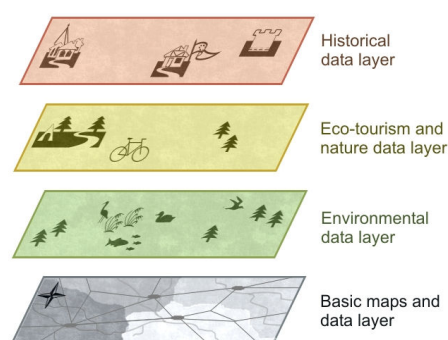 Historical
data layer
Eco-tourism and
nature data layer
Environmental
data layer
Basic maps and
data layer